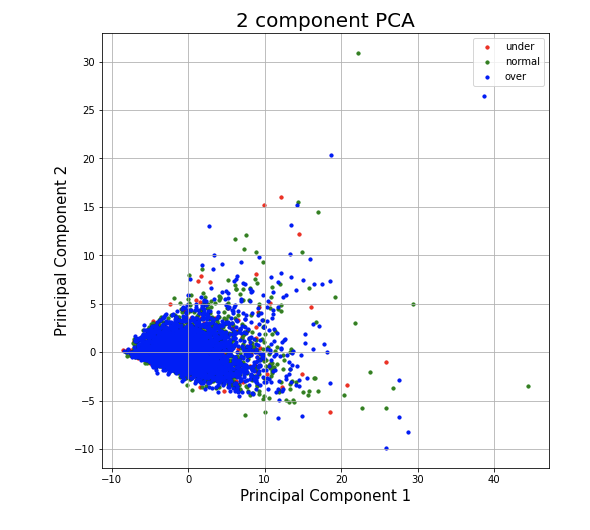 2 component PCA
under
normal
over
30
25
20
15
10
5
0
−5
−10
Principal Component 2
−10 0 10 20 30 40
Principal Component 1